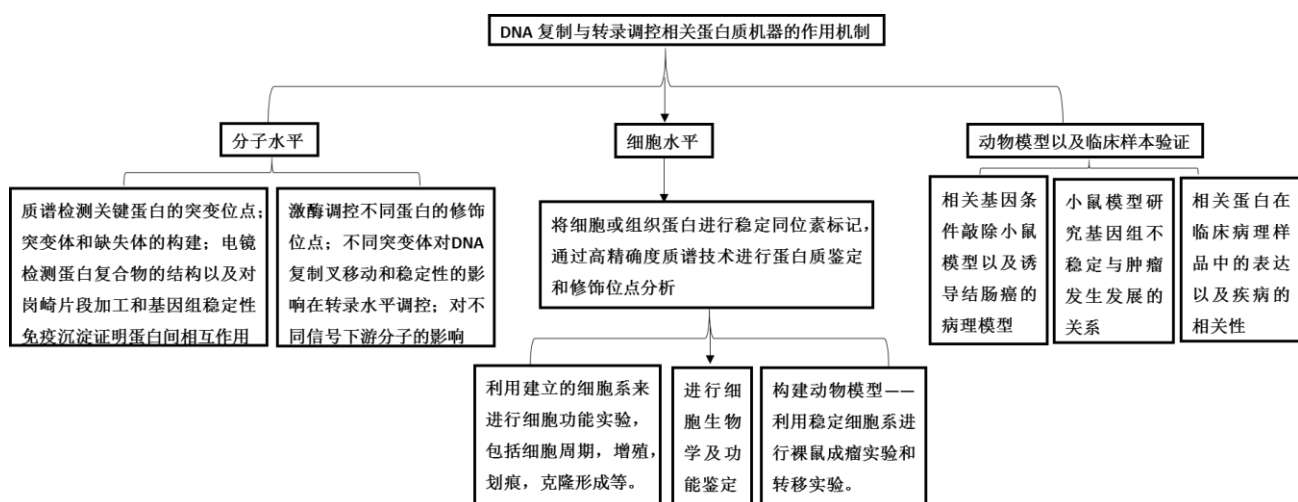 DNA 复制与转录调控相关蛋白质机器的作用机制
分子水平
细胞水平
动物模型以及临床样本验证
质谱检测关键蛋白的突变位点;
突变体和缺失体的构建；电镜
检测蛋白复合物的结构以及对
岗崎片段加工和基因组稳定性
免疫沉淀证明蛋白间相互作用
激酶调控不同蛋白的修饰
位点；不同突变体对DNA
复制叉移动和稳定性的影
响在转录水平调控；对不
同信号下游分子的影响
将细胞或组织蛋白进行稳定同位素标记，
通过高精确度质谱技术进行蛋白质鉴定
和修饰位点分析
相关基因条
件敲除小鼠
模型以及诱
导结肠癌的
病理模型
小鼠模型研
究基因组不
稳定与肿瘤
发生发展的
关系
相关蛋白在
临床病理样
品中的表达
以及疾病的
相关性
利用建立的细胞系来
进行细胞功能实验，
包括细胞周期，增殖，
划痕，克隆形成等。
进行细
胞生物
学及功
能鉴定
构建动物模型——
利用稳定细胞系进
行裸鼠成瘤实验和
转移实验。